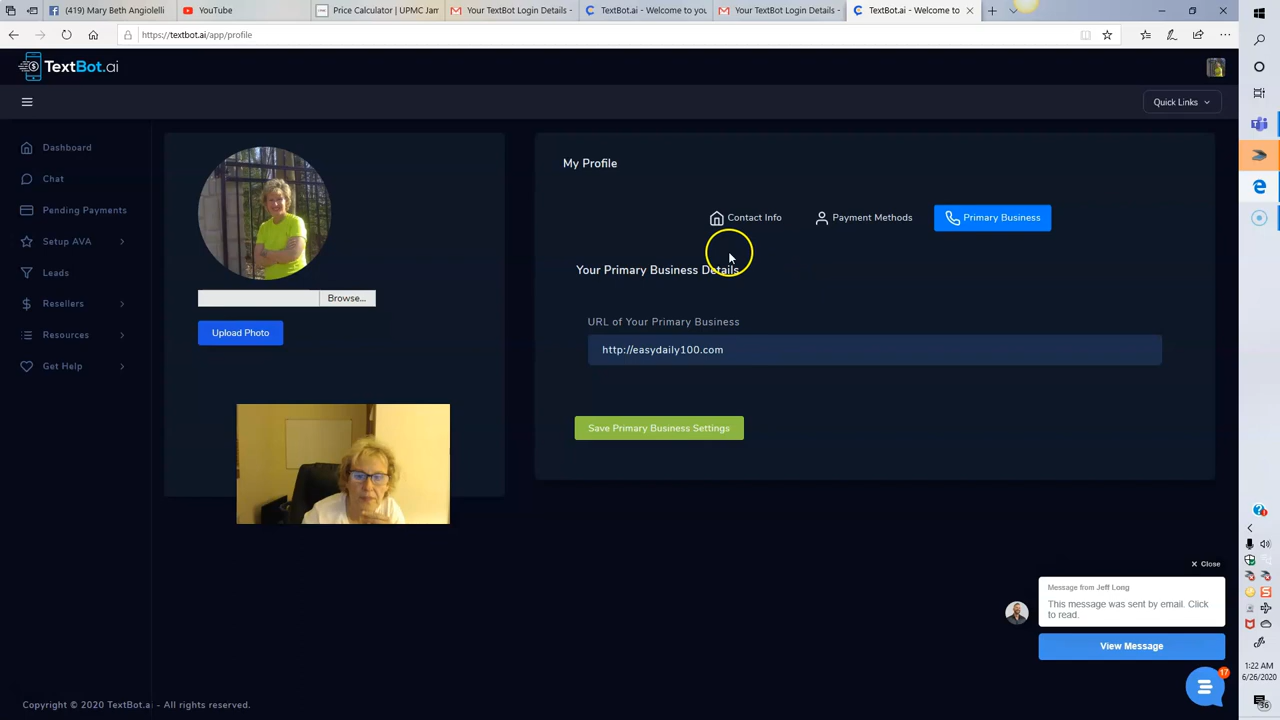 (419) Mary Beth Angiolelli
YouTube
Price Calculator | UPMC Jam
Your TextBot Login Details -
TextBot.ai - Welcome to you
Your TextBot Login Details -
TextBot.ai - Welcome to
https://textbot.ai/app/profile
TextBot.ai
Quick Links
Dashboard
Chat
Pending Payments
Setup AVA
Leads
Resellers
Resources
Get Help
Browse...
Upload Photo
My Profile
Contact Info
Payment Methods
Primary Business
Your Primary Business Details
URL of Your Primary Business
http://easydaily100.com
Save Primary Business Settings
Close
Message from Jeff Long
This message was sent by email. Click
to read.
View Message
17
1:22 AM
6/26/2020
36
Copyright © 2020 TextBot.ai - All rights reserved.